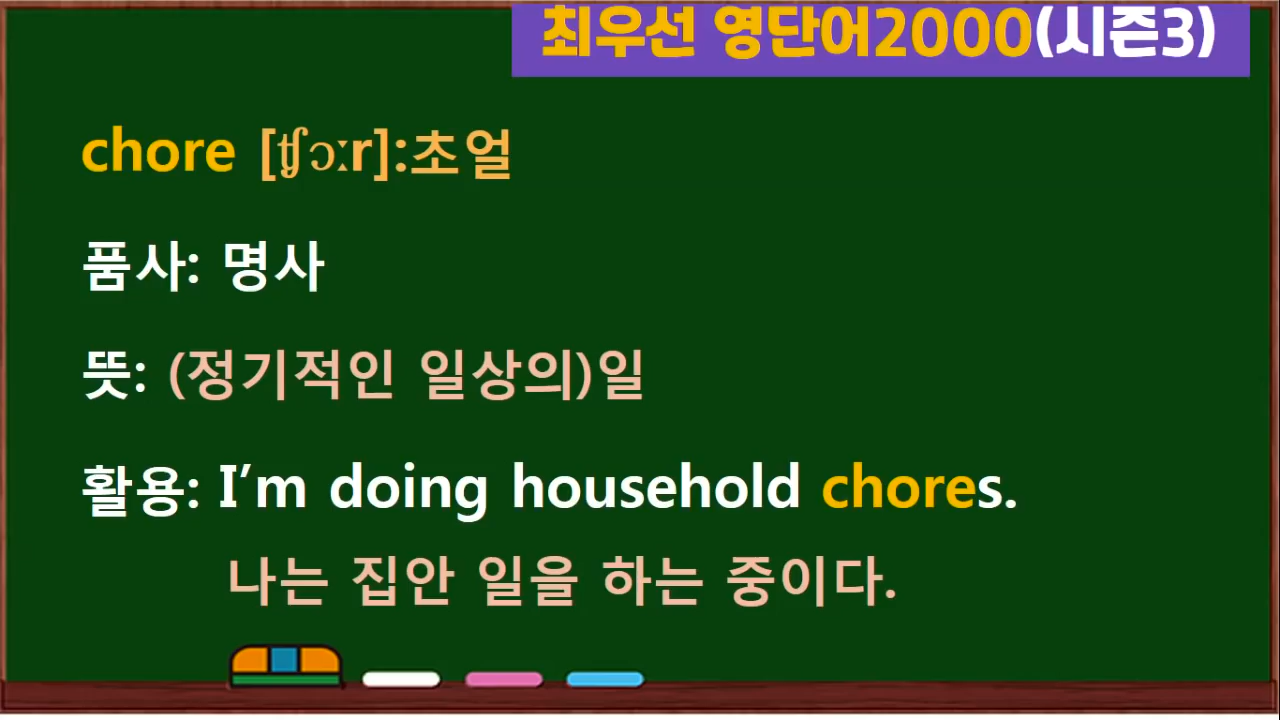 최우선 영단어2000(시즌3)
chore [ʧɔːr]:초얼
품사: 명사
뜻: (정기적인 일상의)일
활용: I’m doing household chores.
나는 집안 일을 하는 중이다.